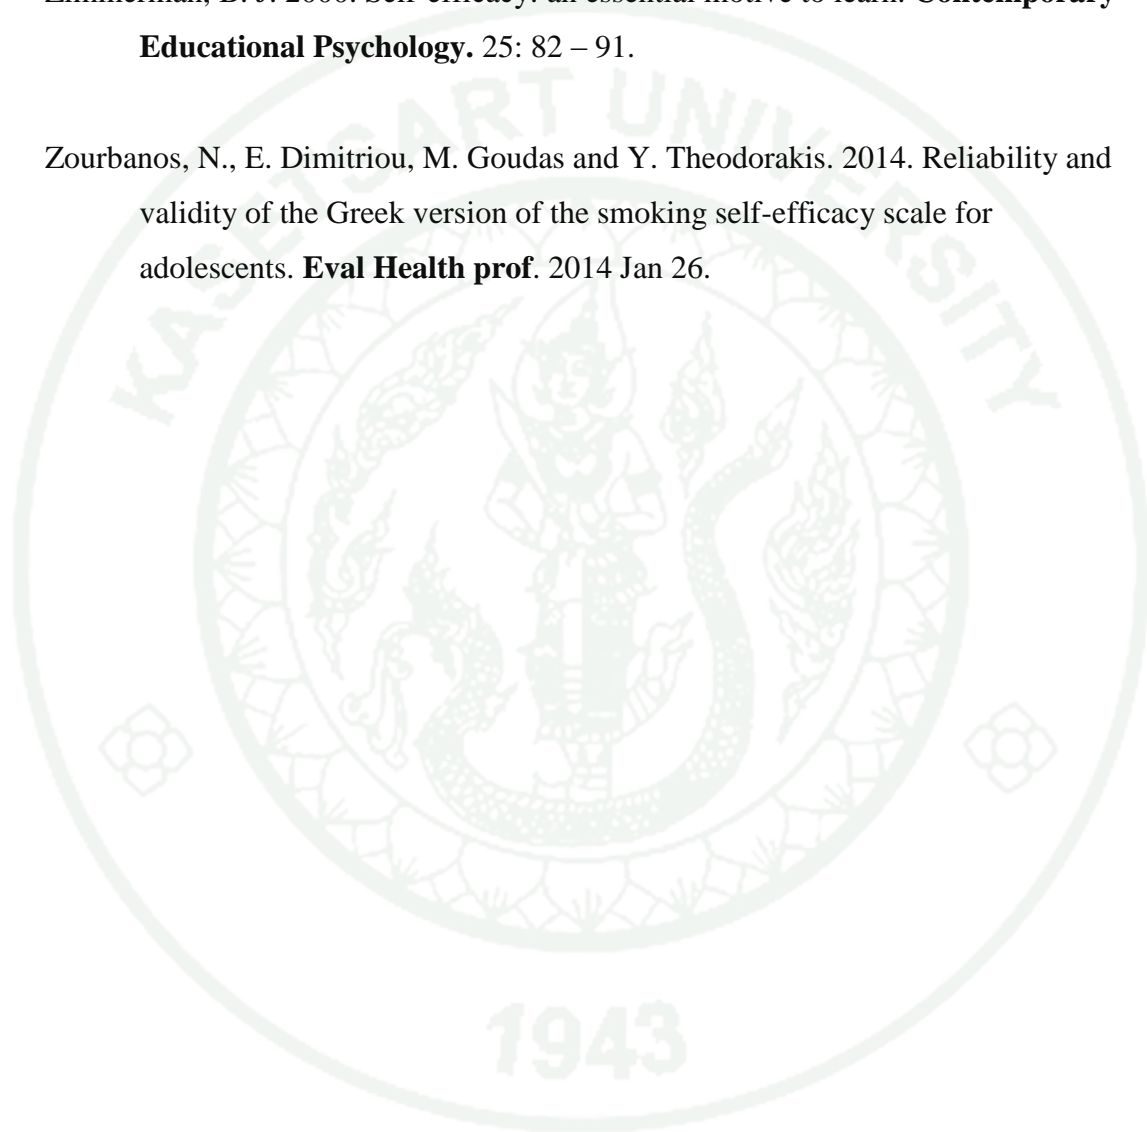 Zimmerman, B. J. 2000. Self-efficacy: an essential motive to learn. Contemporary
Educational Psychology. 25: 82 – 91.
Zourbanos, N., E. Dimitriou, M. Goudas and Y. Theodorakis. 2014. Reliability and
validity of the Greek version of the smoking self-efficacy scale for
adolescents. Eval Health prof. 2014 Jan 26.
KASETSART UNIVERSITY
1943